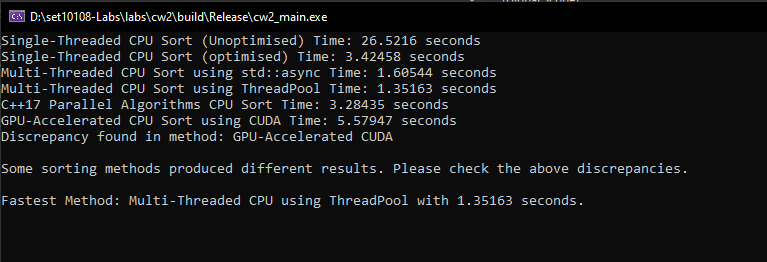 D:\set10108-Labs\labs\cw2\build\Release\cw2_main.exe
Single-Threaded CPU Sort (Unoptimised) Time: 26.5216 seconds
Single-Threaded CPU Sort (optimised) Time: 3.42458 seconds
Multi-Threaded CPU Sort using std::async Time: 1.60544 seconds
Multi-Threaded CPU Sort using ThreadPool Time: 1.35163 seconds
C++17 Parallel Algorithms CPU Sort Time: 3.28435 seconds
GPU-Accelerated CPU Sort using CUDA Time: 5.57947 seconds
Discrepancy found in method: GPU-Accelerated CUDA
Some sorting methods produced different results. Please check the above discrepancies.
Fastest Method: Multi-Threaded CPU using ThreadPool with 1.35163 seconds.